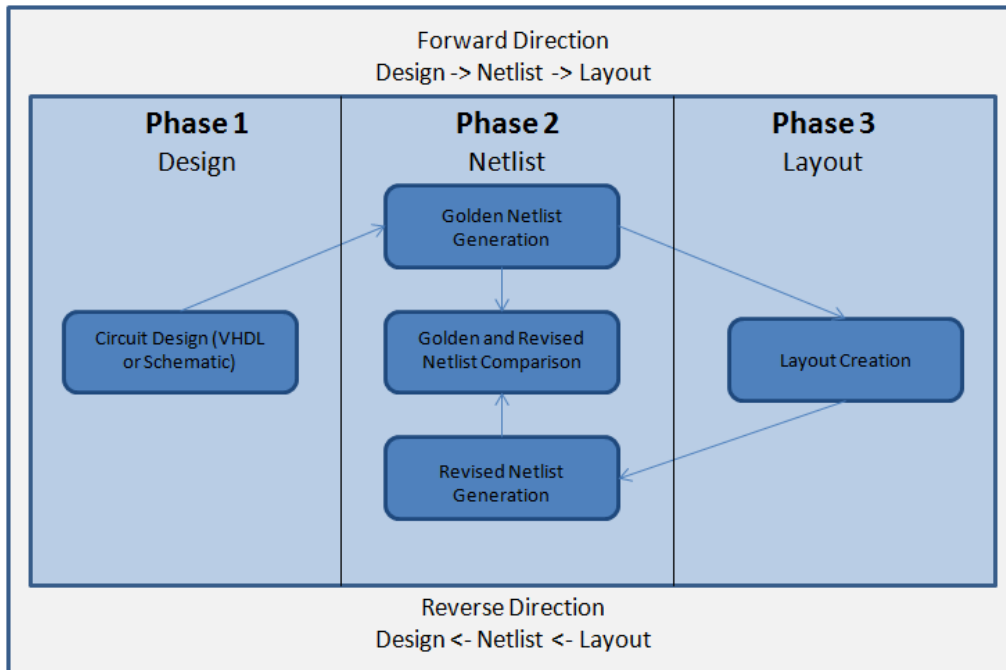 Forward Direction
Design -> Netlist -> Layout
Phase 1
Design
Phase 2
Netlist
Phase 3
Layout
Golden Netlist
Generation
Circuit Design (VHDL
or Schematic)
Golden and Revised
Netlist Comparison
Layout Creation
Revised Netlist
Generation
Reverse Direction
Design <- Netlist <- Layout